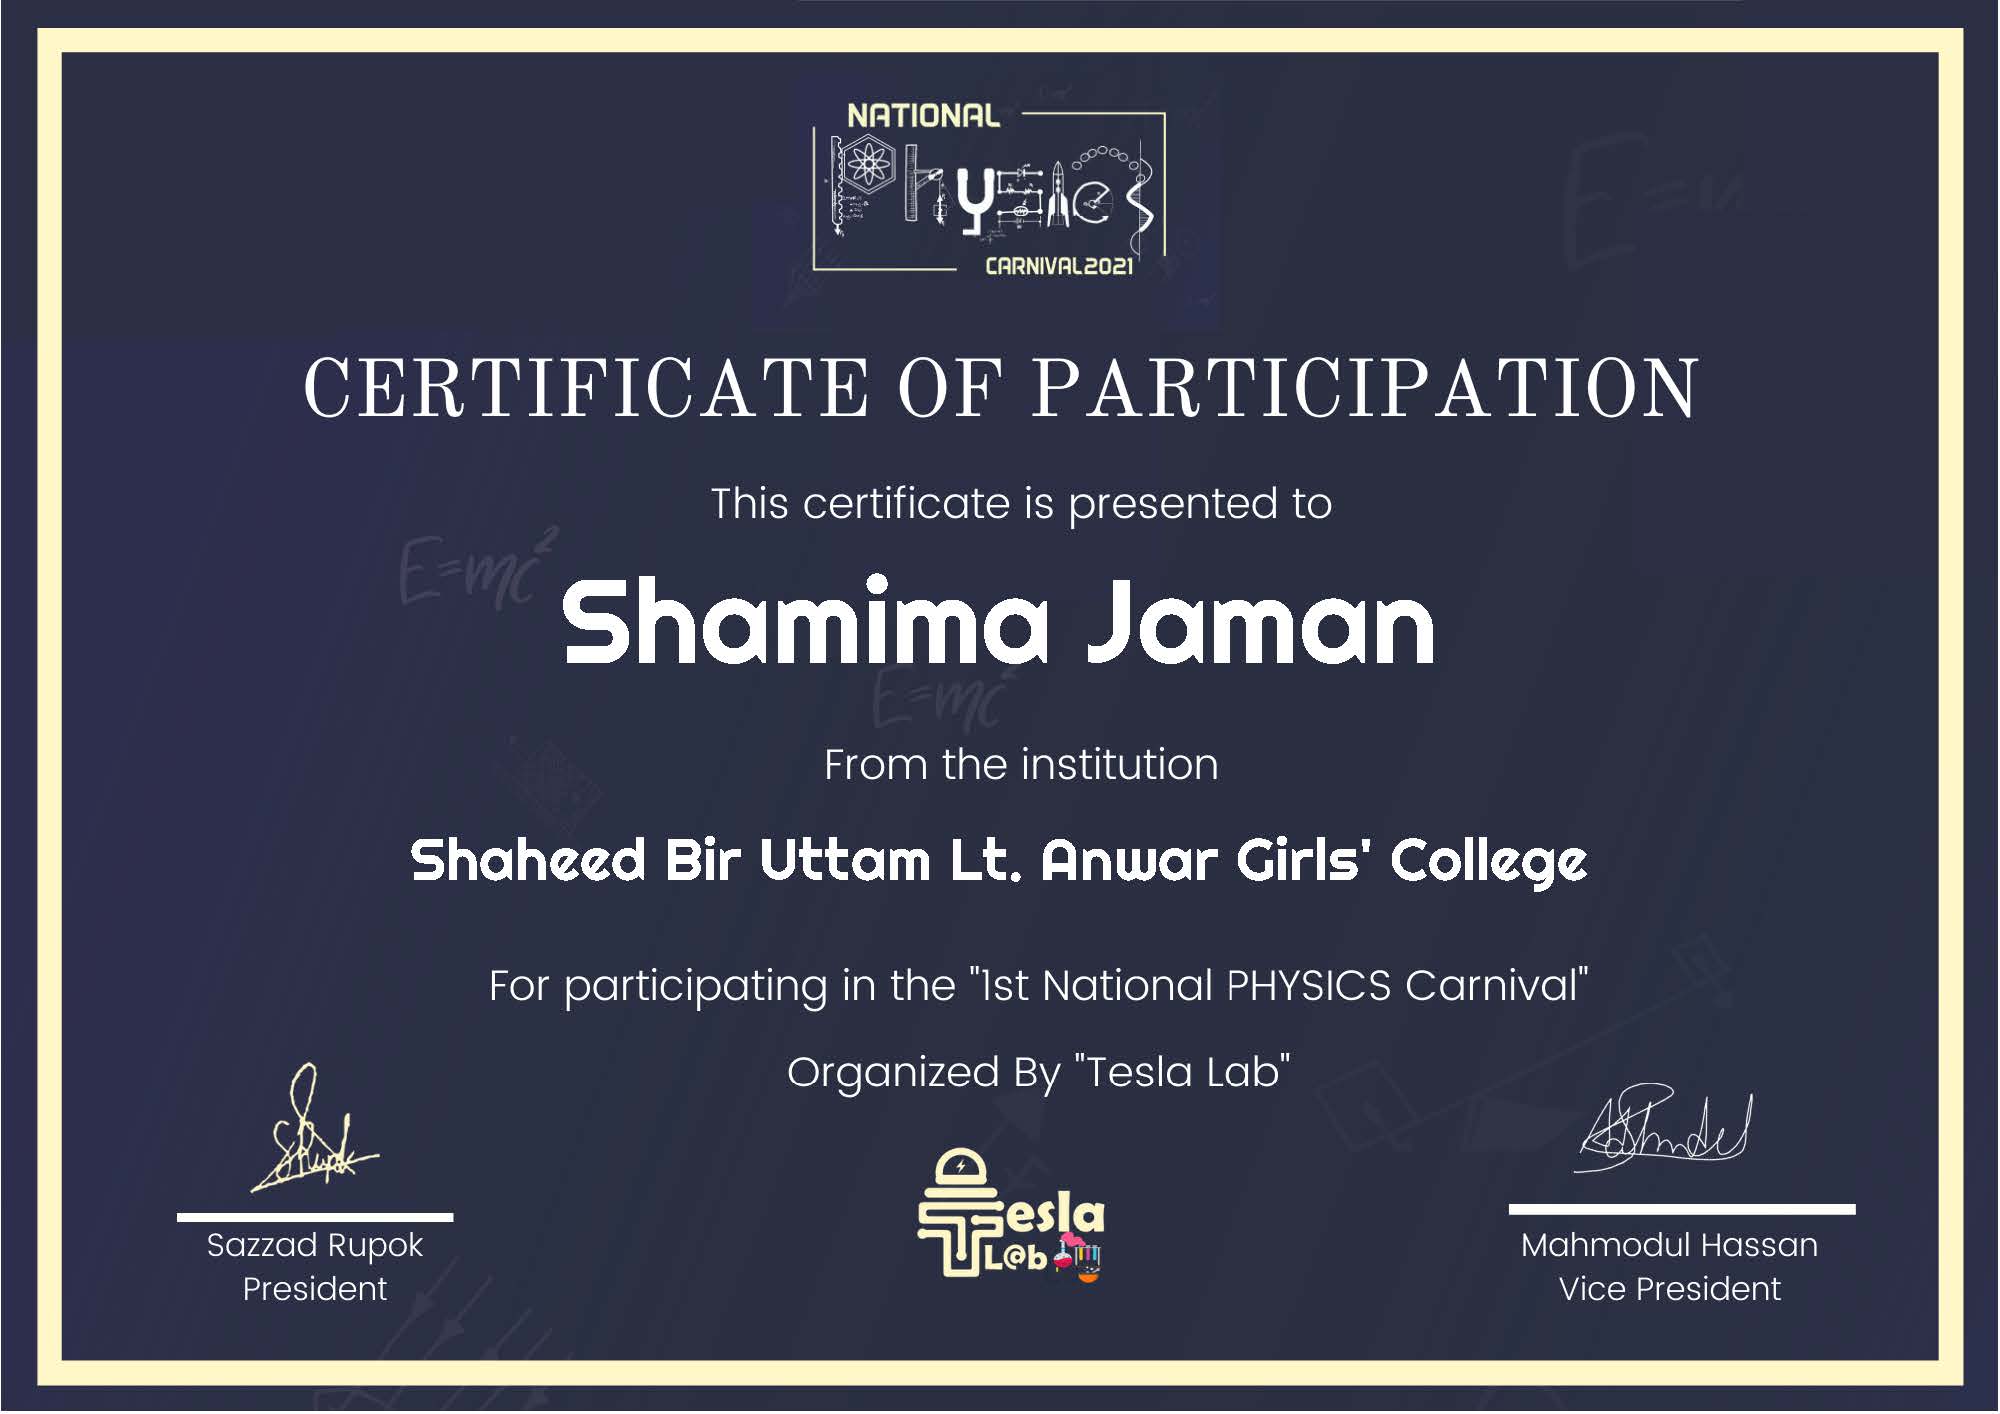 NATIONAL
Physics
CARNIVAL2021
CERTIFICATE OF PARTICIPATION
This certificate is presented to
E=mc²
Shamima Jaman
E=mc²
From the institution
Shaheed Bir Uttam Lt. Anwar Girls' College
For participating in the "1st National PHYSICS Carnival"
Organized By "Tesla Lab"
Tesla
L@b
Sazzad Rupok
President
Mahmodul Hassan
Vice President